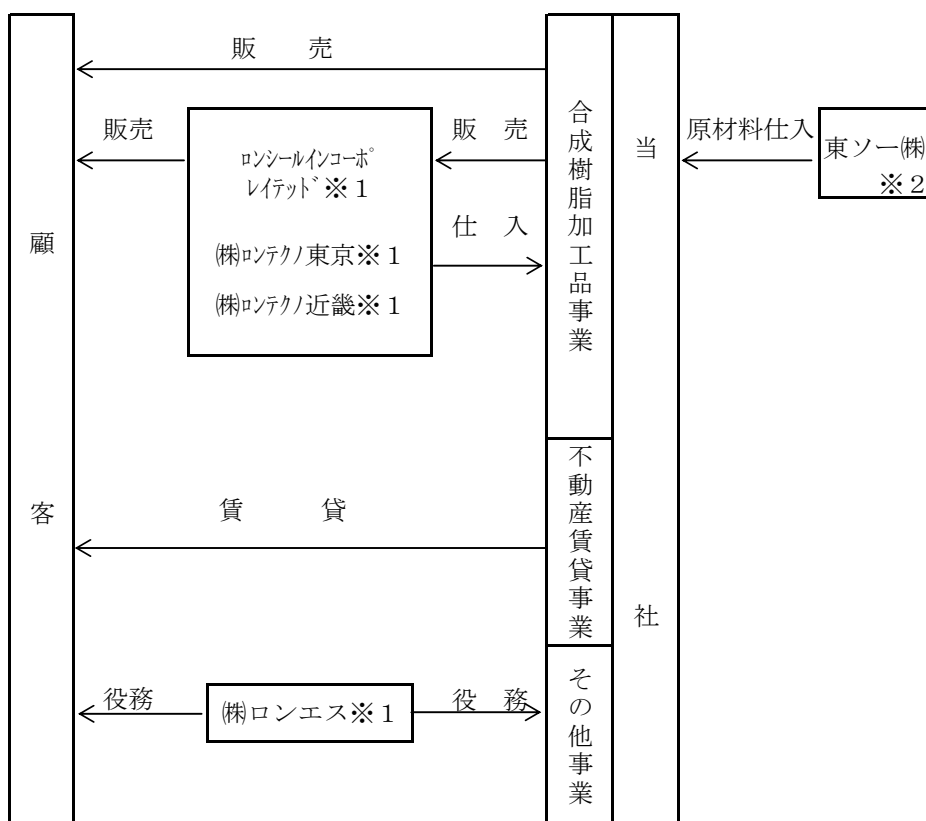 販　売
販売
ロンシールインコーポ
レイテッド※１
㈱ロンテクノ東京※１
㈱ロンテクノ近畿※１
販　売
仕　入
合成樹脂加工品事業
当社
原材料仕入
東ソー㈱
※２
顧客
賃　貸
不動産賃貸事業
役務
㈱ロンエス※１
役　務
その他事業